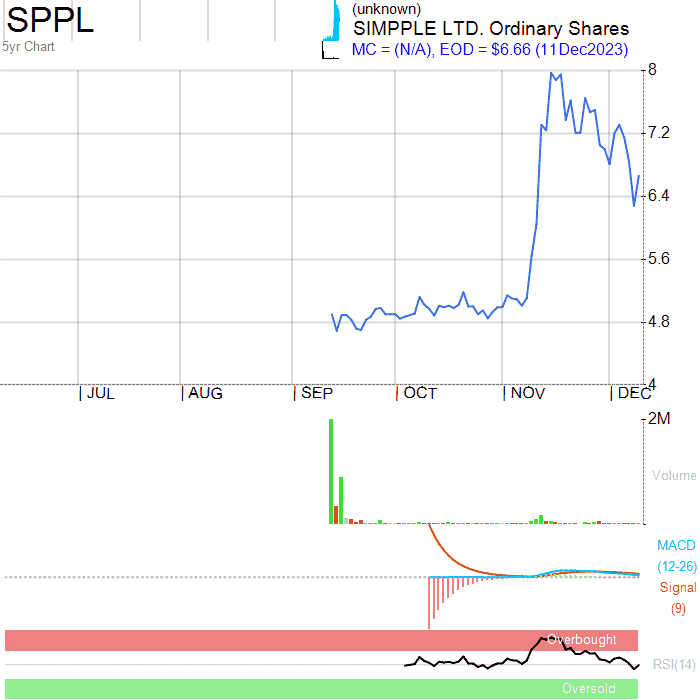 SPPL
5yr Chart
(unknown)
SIMPPLE LTD. Ordinary Shares
MC = (N/A), EOD = $6.66 (11Dec2023)
8
7.2
6.4
5.6
4.8
4
JUL AUG SEP OCT NOV DEC
2M
Volume
MACD
(12-26)
Signal
(9)
Overbought
RSI(14)
Oversold